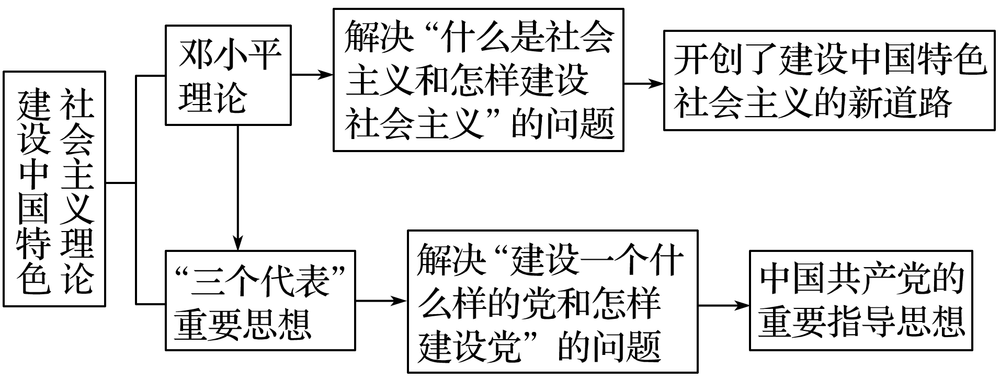 建设中国特色
社会主义理论
邓小平
理论
解决“什么是社会
主义和怎样建设
社会主义”的问题
开创了建设中国特色
社会主义的新道路
“三个代表”
重要思想
解决“建设一个什
么样的党和怎样
建设党”的问题
中国共产党的
重要指导思想